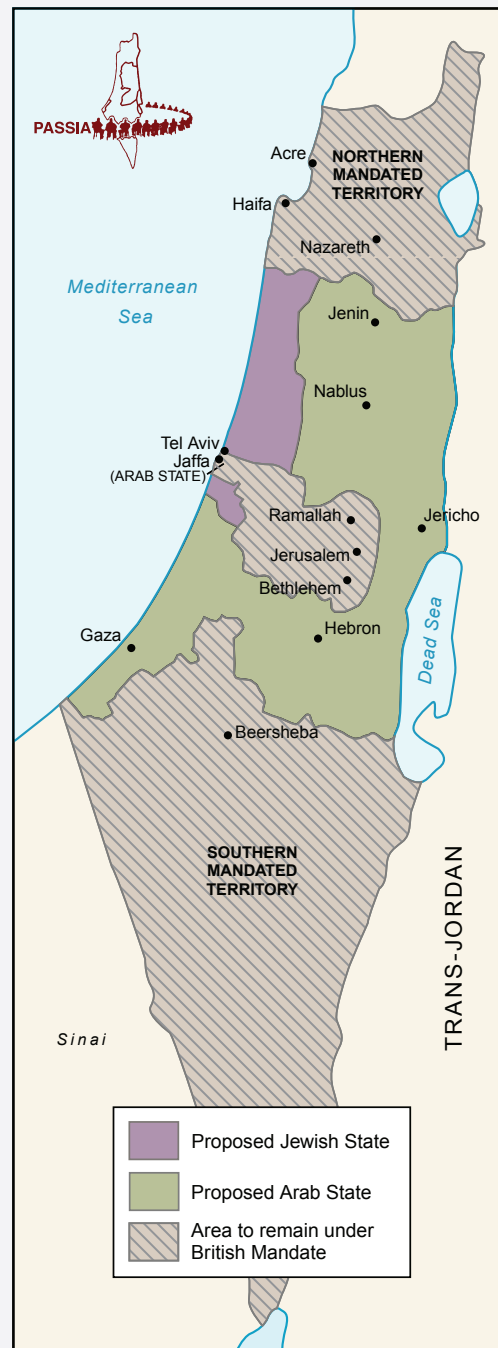 PASSIA
Acre
NORTHERN
MANDATED
TERRITORY
Haifa
Nazareth
Mediterranean
Sea
Jenin
Nablus
Tel Aviv
Jaffa
(ARAB STATE)
Ramallah
Jericho
Jerusalem
Bethlehem
Hebron
Gaza
Dead Sea
Beersheba
SOUTHERN
MANDATED
TERRITORY
TRANS-JORDAN
Sinai
Proposed Jewish State
Proposed Arab State
Area to remain under
British Mandate